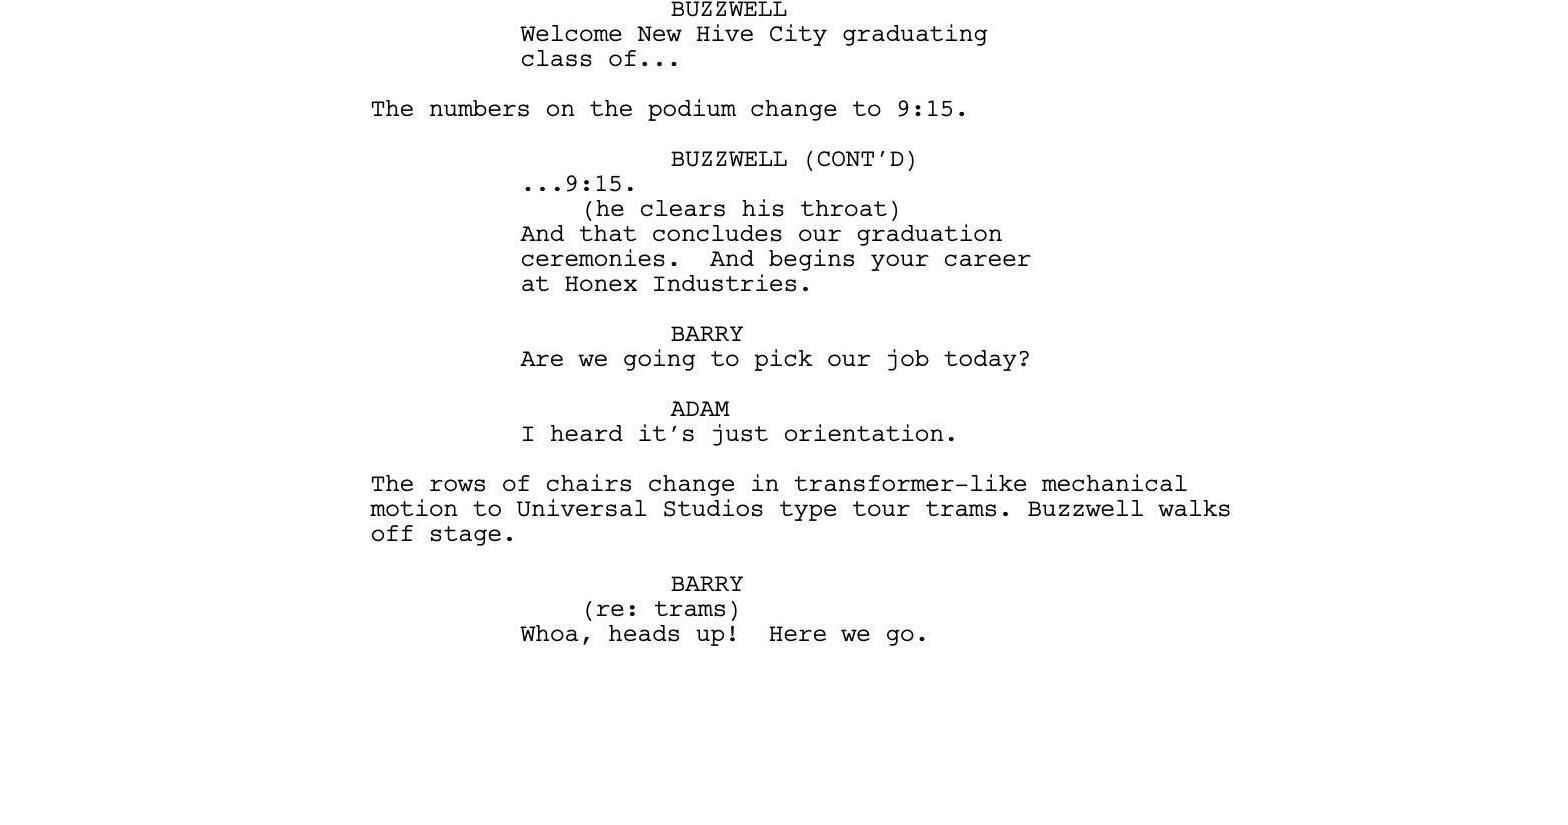 BUZZWELL
Welcome New Hive City graduating
class of...
The numbers on the podium change to 9:15.
BUZZWELL (CONT’D)
...9:15.
(he clears his throat)
And that concludes our graduation
ceremonies.  And begins your career
at Honex Industries.
BARRY
Are we going to pick our job today?
ADAM
I heard it’s just orientation.
The rows of chairs change in transformer-like mechanical
motion to Universal Studios type tour trams. Buzzwell walks
off stage.
BARRY
(re: trams)
Whoa, heads up!  Here we go.